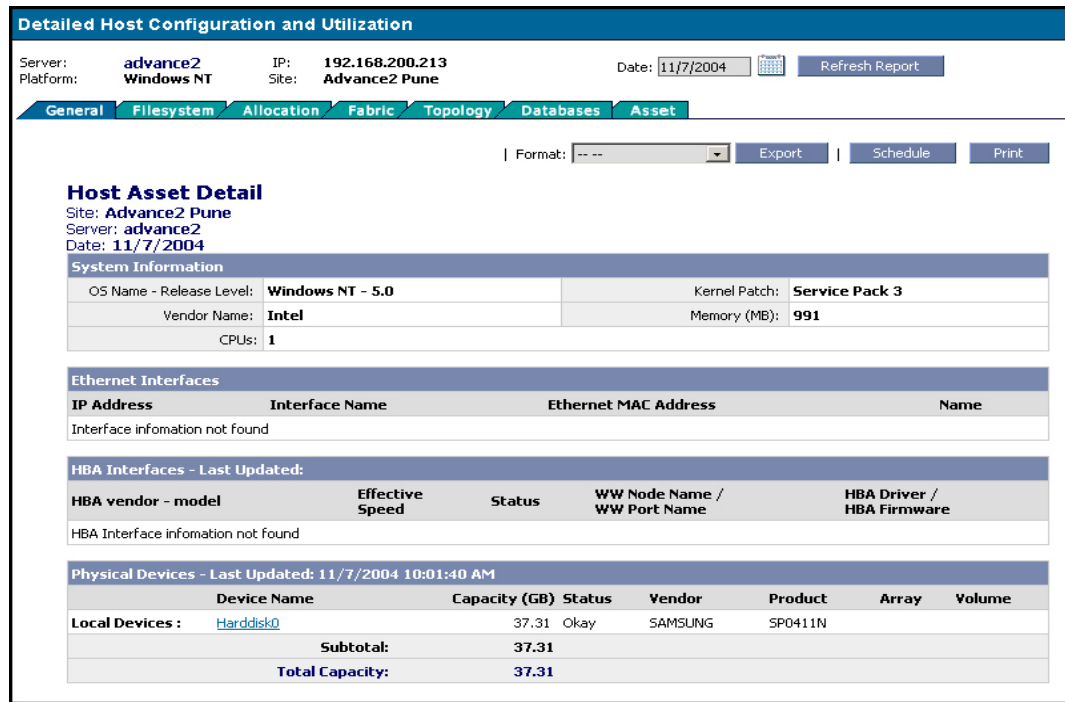 Detailed Host Configuration and Utilization
Server: advance2 IP: 192.168.200.213 Date: 11/7/2004 Refresh Report
Platform: Windows NT Site: Advance2 Pune
General Filesystem Allocation Fabric Topology Databases Asset
| Format: -- -- Export | Schedule Print
Host Asset Detail
Site: Advance2 Pune
Server: advance2
Date: 11/7/2004
System Information
OS Name - Release Level: Windows NT - 5.0 Kernel Patch: Service Pack 3
Vendor Name: Intel Memory (MB): 991
CPUs: 1
Ethernet Interfaces
IP Address Interface Name Ethernet MAC Address Name
Interface infomation not found
HBA Interfaces - Last Updated:
HBA vendor - model Effective Speed Status WW Node Name / WW Port Name HBA Driver / HBA Firmware
HBA Interface infomation not found
Physical Devices - Last Updated: 11/7/2004 10:01:40 AM
Device Name Capacity (GB) Status Vendor Product Array Volume
Local Devices : Harddisk0 37.31 Okay SAMSUNG SP0411N
Subtotal: 37.31
Total Capacity: 37.31